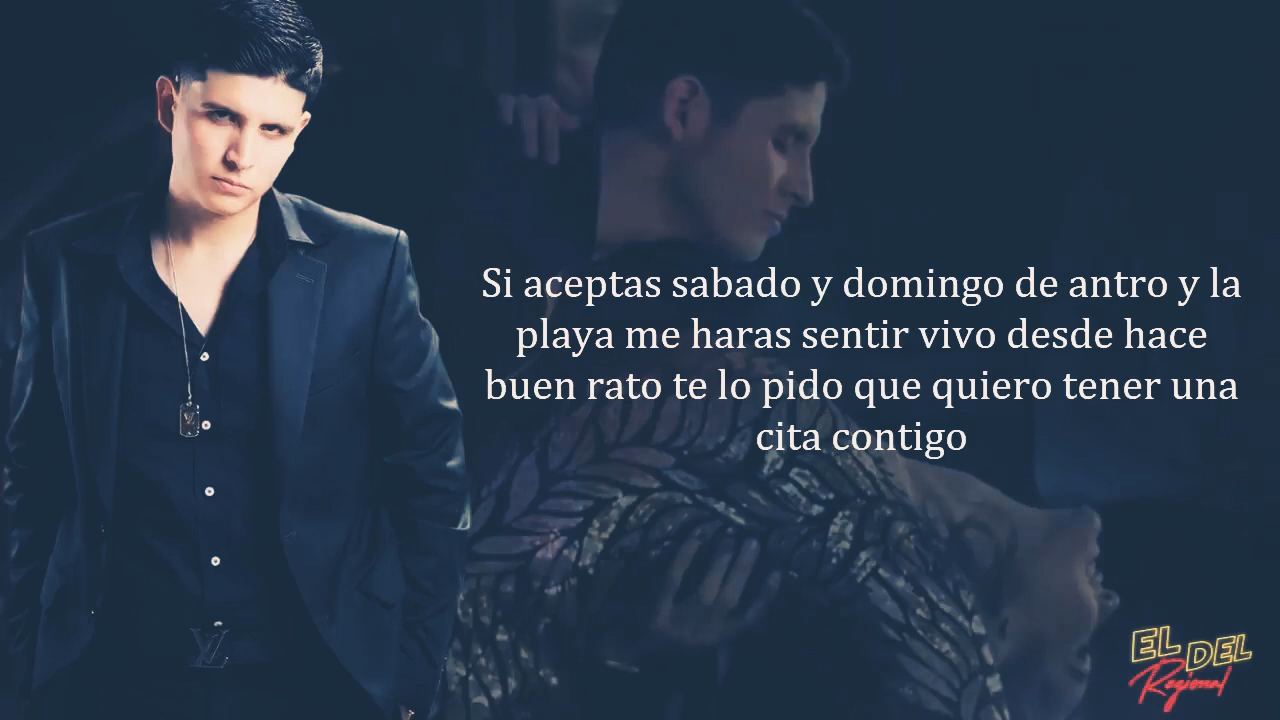 Si aceptas sabado y domingo de antro y la
playa me haras sentir vivo desde hace
buen rato te lo pido que quiero tener una
cita contigo
EL DEL
Regional